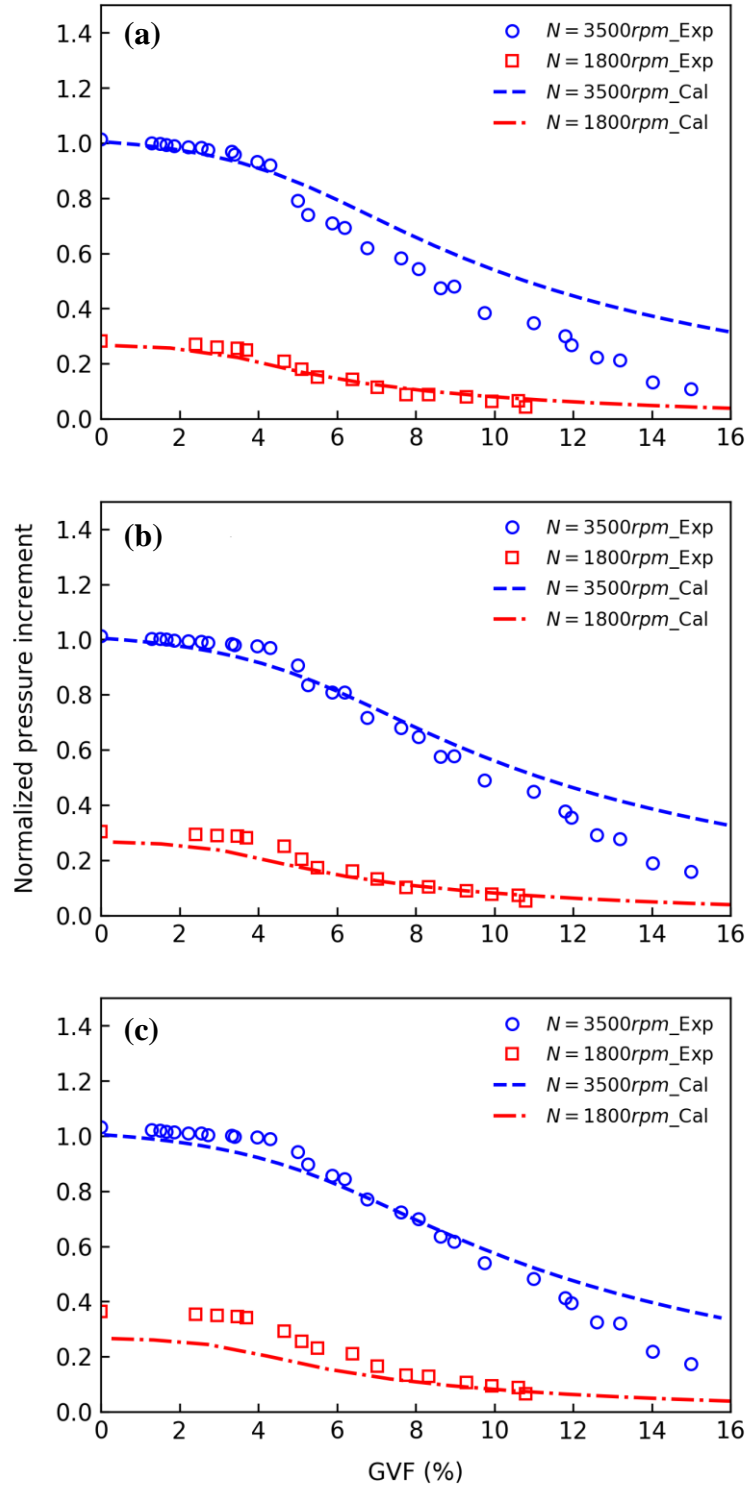 (a)
N = 3500rpm_Exp
N = 1800rpm_Exp
N = 3500rpm_Cal
N = 1800rpm_Cal
1.4
1.2
1.0
0.8
0.6
0.4
0.2
0.0
0 2 4 6 8 10 12 14 16
Normalized pressure increment
(b)
N = 3500rpm_Exp
N = 1800rpm_Exp
N = 3500rpm_Cal
N = 1800rpm_Cal
1.4
1.2
1.0
0.8
0.6
0.4
0.2
0.0
0 2 4 6 8 10 12 14 16
(c)
N = 3500rpm_Exp
N = 1800rpm_Exp
N = 3500rpm_Cal
N = 1800rpm_Cal
1.4
1.2
1.0
0.8
0.6
0.4
0.2
0.0
0 2 4 6 8 10 12 14 16
GVF (%)